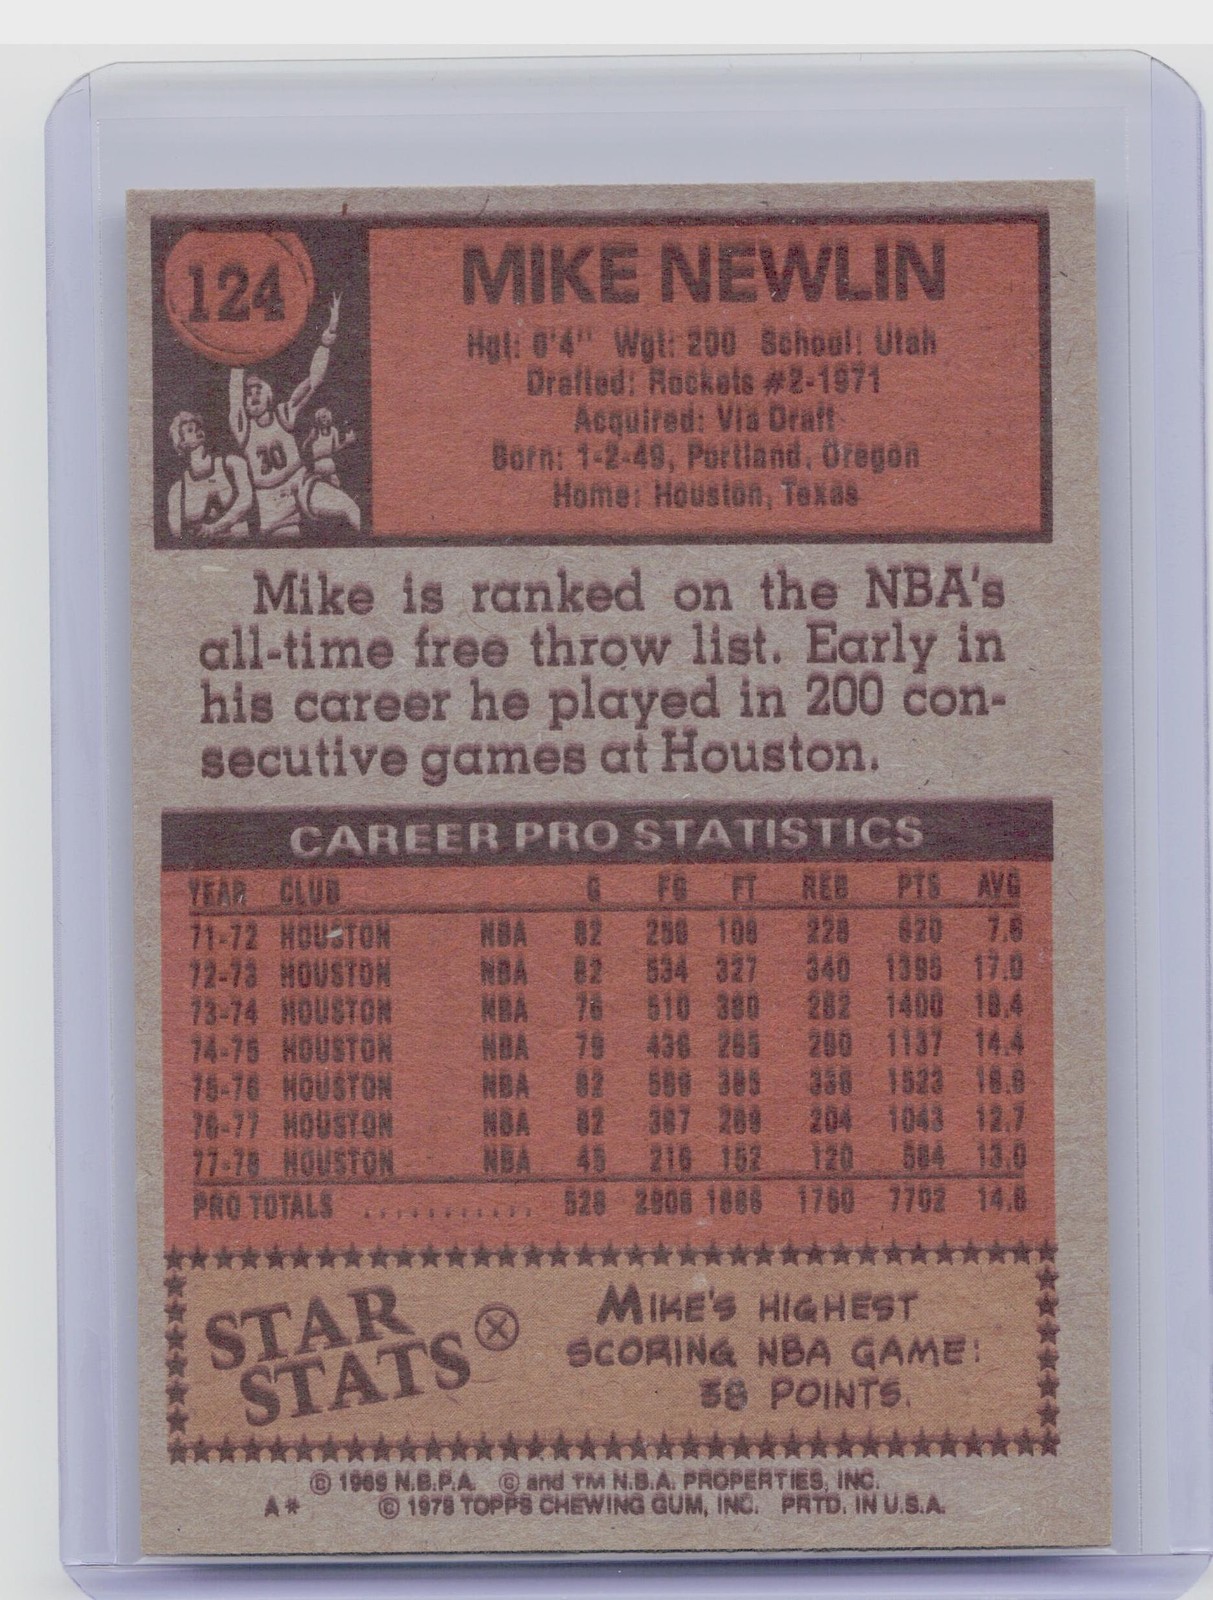 124
MIKE NEWLIN
Hgt: 6'4" Wgt: 200 School: Utah
Drafted: Rockets #2-1971
Acquired: Via Draft
Born: 1-2-49, Portland, Oregon
Home: Houston, Texas
30
Mike is ranked on the NBA's
all-time free throw list. Early in
his career he played in 200 con-
secutive games at Houston.
CAREER PRO STATISTICS
YEAR CLUB G FG FT REB PTS AVG
71-72 HOUSTON NBA 82 256 108 228 620 7.6
72-73 HOUSTON NBA 82 534 327 340 1395 17.0
73-74 HOUSTON NBA 76 510 380 262 1400 18.4
74-75 HOUSTON NBA 79 436 265 260 1137 14.4
75-76 HOUSTON NBA 82 569 385 336 1523 18.6
76-77 HOUSTON NBA 82 387 269 204 1043 12.7
77-78 HOUSTON NBA 45 216 152 120 584 13.0
PRO TOTALS ........... 528 2908 1886 1750 7702 14.6
STAR
STATS
MIKE'S HIGHEST
SCORING NBA GAME:
38 POINTS.
© 1969 N.B.P.A. © and TM N.B.A. PROPERTIES, INC.
A* © 1978 TOPPS CHEWING GUM, INC. PRTD. IN U.S.A.